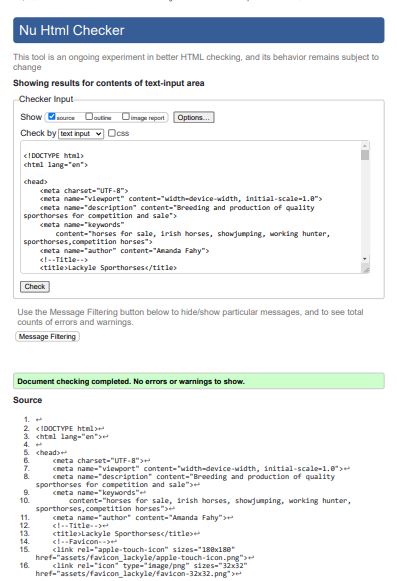 Nu Html Checker
This tool is an ongoing experiment in better HTML checking, and its behavior remains subject to
change
Showing results for contents of text-input area
Checker Input
Show source outline image report Options...
Check by text input css
<!DOCTYPE html>
<html lang="en">
<head>
<meta charset="UTF-8">
<meta name="viewport" content="width=device-width, initial-scale=1.0">
<meta name="description" content="Breeding and production of quality
sporthorses for competition and sale">
<meta name="keywords"
content="horses for sale, irish horses, showjumping, working hunter,
sporthorses,competition horses">
<meta name="author" content="Amanda Fahy">
<!--Title-->
<title>Lackyle Sporthorses</title>
Check
Use the Message Filtering button below to hide/show particular messages, and to see total
counts of errors and warnings.
Message Filtering
Document checking completed. No errors or warnings to show.
Source
1. ↩
2. <!DOCTYPE html>↩
3. <html lang="en">↩
4. ↩
5. <head>↩
6. <meta charset="UTF-8">↩
7. <meta name="viewport" content="width=device-width, initial-scale=1.0">↩
8. <meta name="description" content="Breeding and production of quality
sporthorses for competition and sale">↩
9. <meta name="keywords"↩
10. content="horses for sale, irish horses, showjumping, working hunter,
sporthorses,competition horses">↩
11. <meta name="author" content="Amanda Fahy">↩
12. <!--Title-->↩
13. <title>Lackyle Sporthorses</title>↩
14. <!--Favicon-->↩
15. <link rel="apple-touch-icon" sizes="180x180"
href="assets/favicon_lackyle/apple-touch-icon.png">↩
16. <link rel="icon" type="image/png" sizes="32x32"
href="assets/favicon_lackyle/favicon-32x32.png">↩